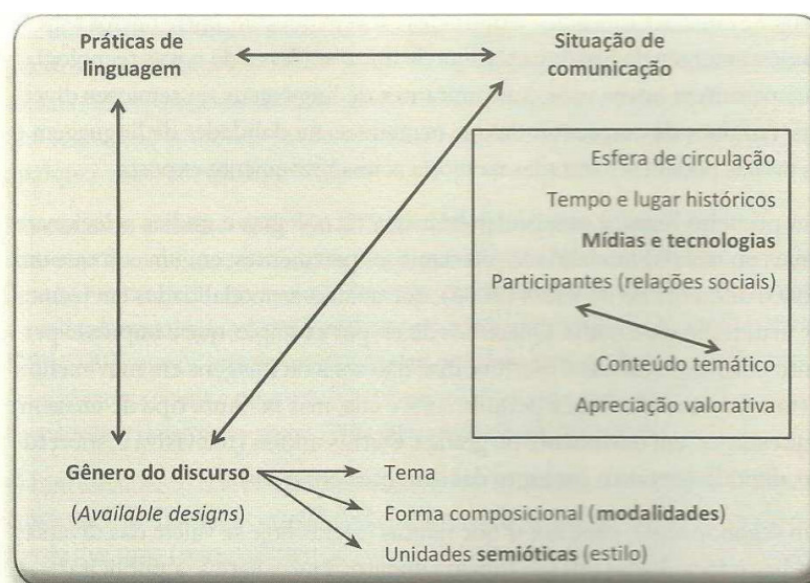 Práticas de
linguagem
Situação de
comunicação
Esfera de circulação
Tempo e lugar históricos
Mídias e tecnologias
Participantes (relações sociais)
Conteúdo temático
Apreciação valorativa
Gênero do discurso
(Available designs)
Tema
Forma composicional (modalidades)
Unidades semióticas (estilo)